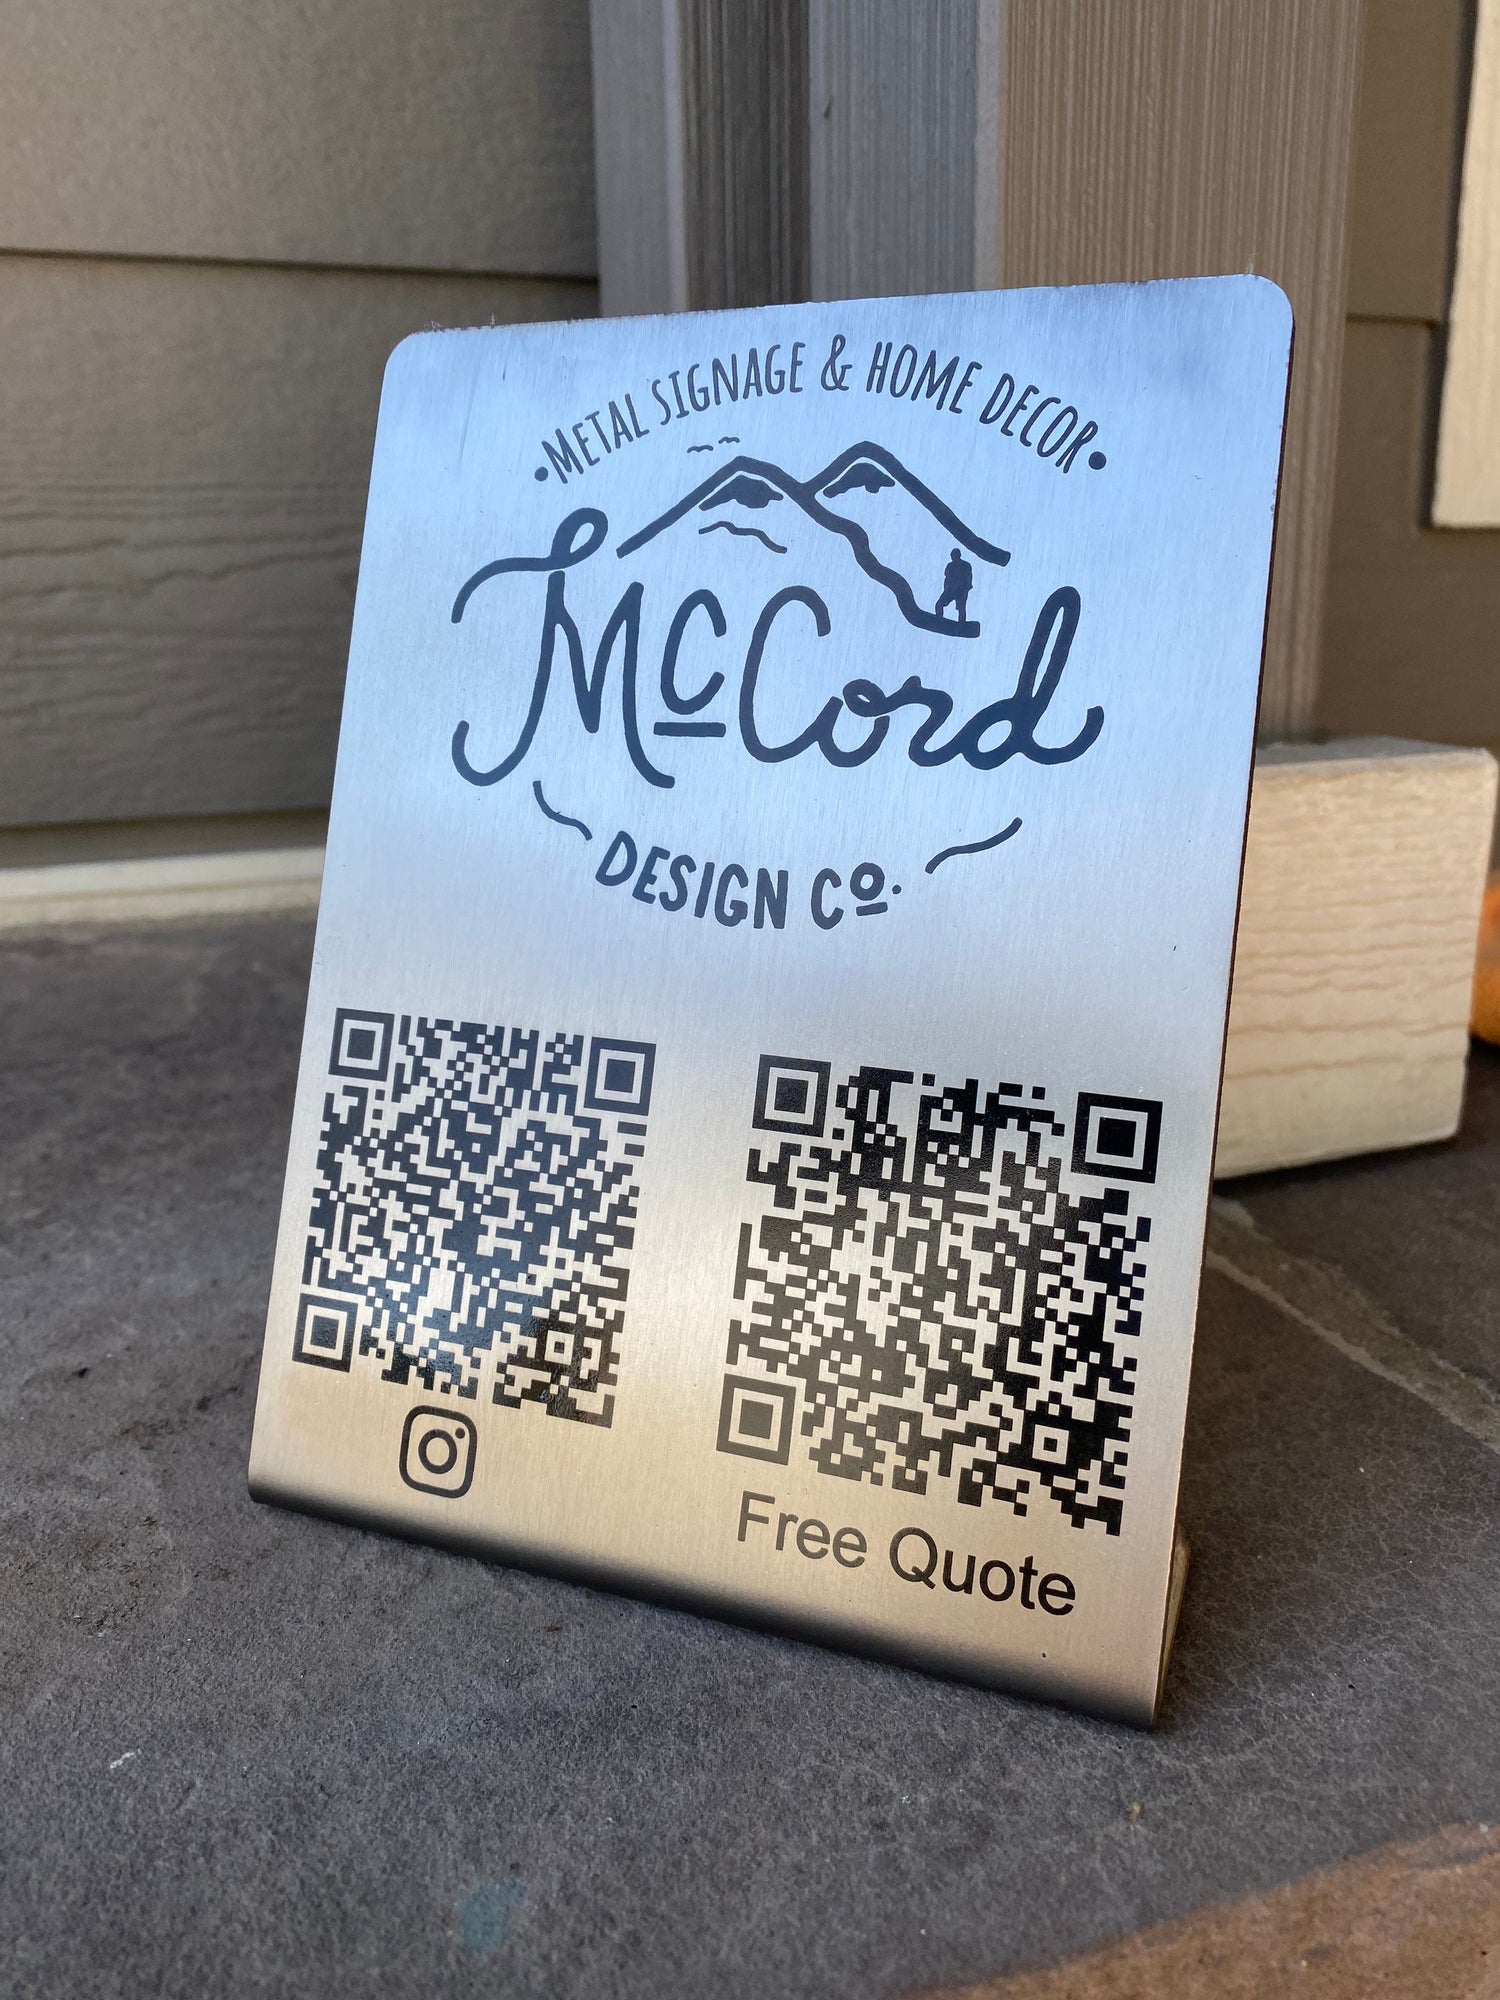 •METAL SIGNAGE & HOME DECOR•
McCord
DESIGN Co.
Free Quote